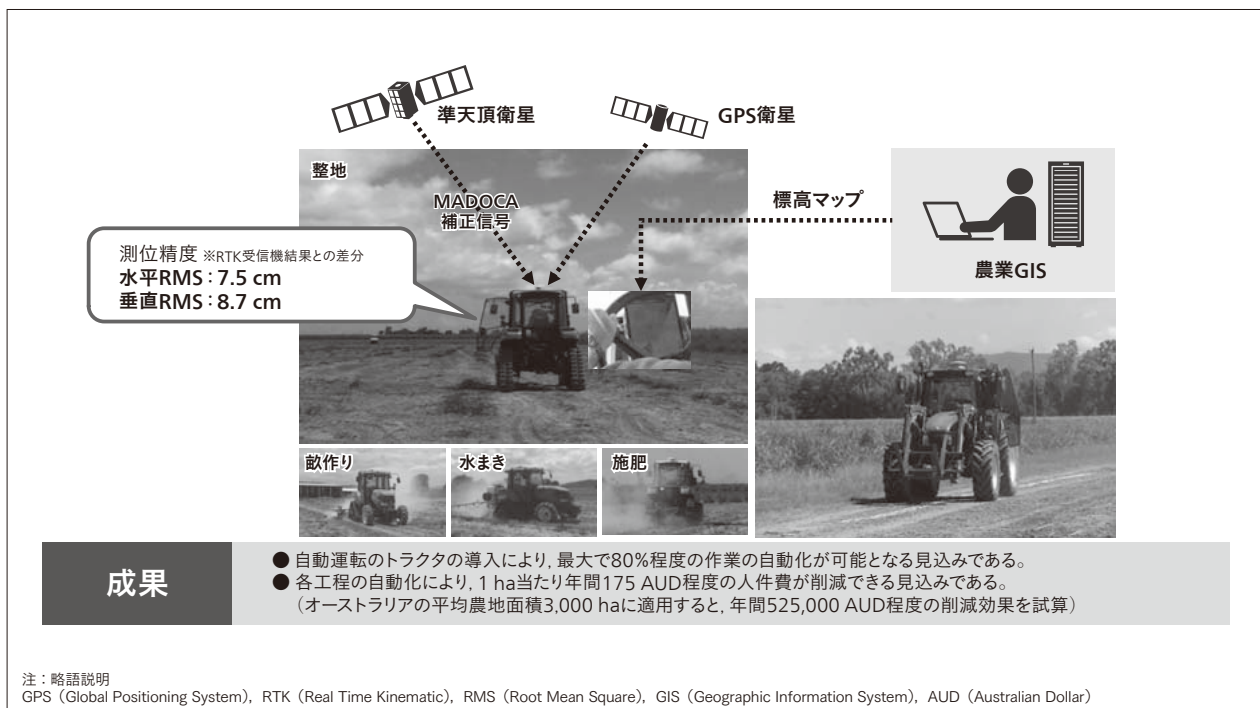 準天頂衛星
GPS衛星
整地
MADOCA
補正信号
標高マップ
農業GIS
測位精度 ※RTK受信機結果との差分
水平RMS：7.5 cm
垂直RMS：8.7 cm
畝作り
水まき
施肥
成果
● 自動運転のトラクタの導入により, 最大で80%程度の作業の自動化が可能となる見込みである。
● 各工程の自動化により, 1 ha当たり年間175 AUD程度の人件費が削減できる見込みである。
（オーストラリアの平均農地面積3,000 haに適用すると, 年間525,000 AUD程度の削減効果を試算）
注：略語説明
GPS（Global Positioning System），RTK（Real Time Kinematic），RMS（Root Mean Square），GIS（Geographic Information System），AUD（Australian Dollar）